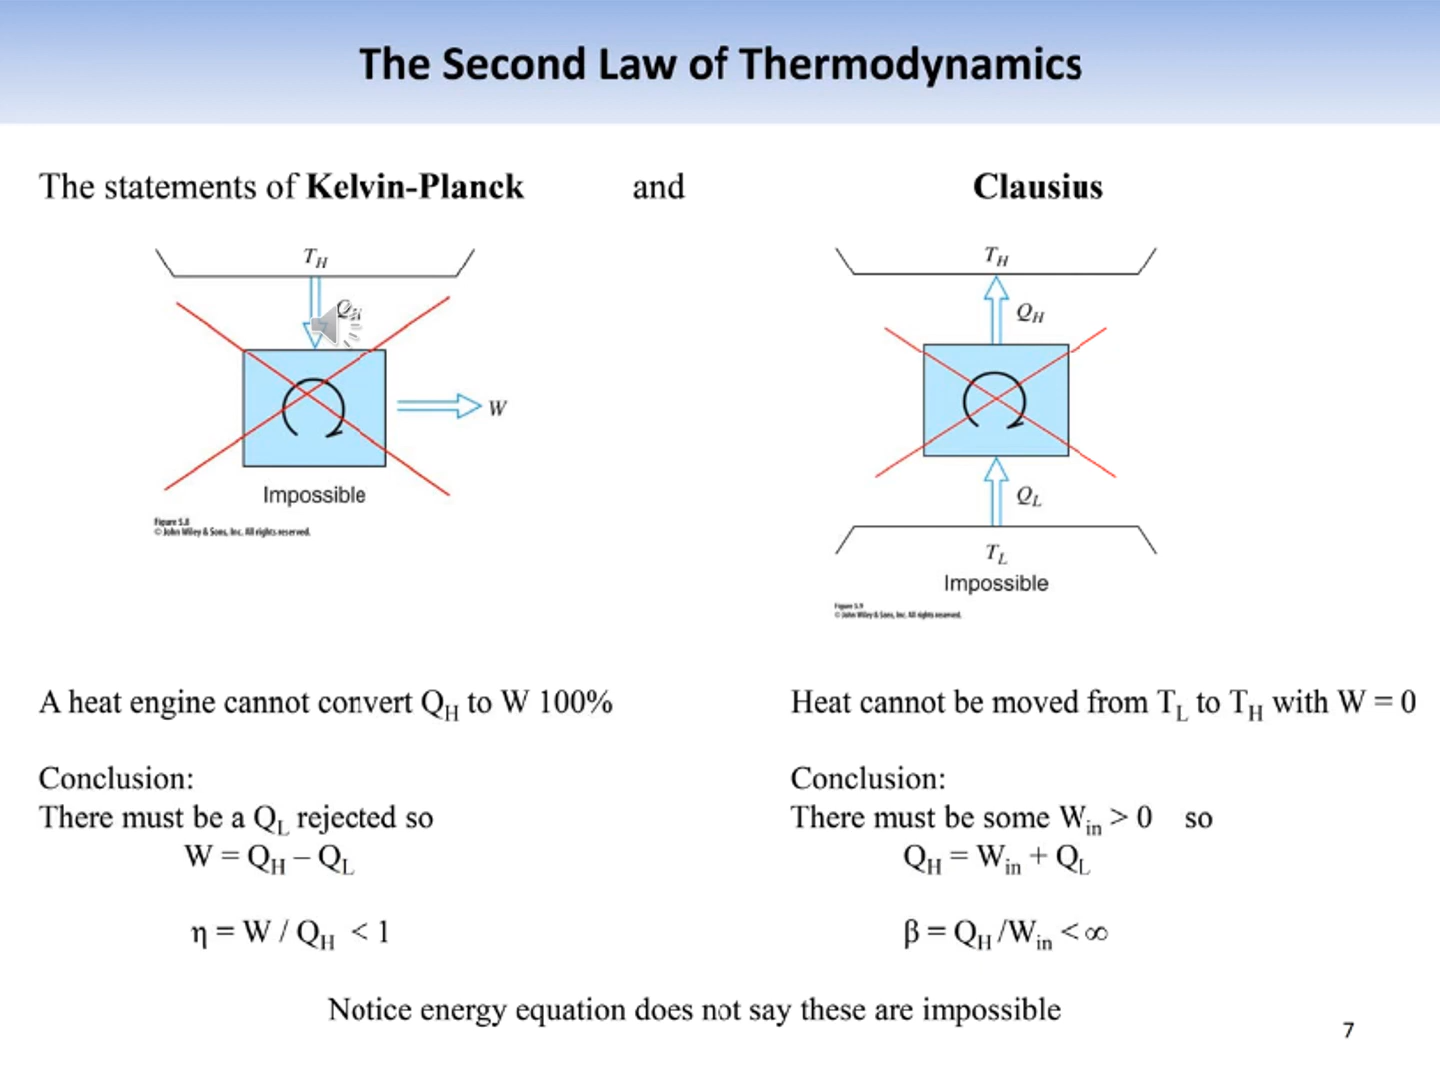 The Second Law of Thermodynamics
The statements of Kelvin-Planck and Clausius
T_H
W
Impossible
Figure 5.8
© John Wiley & Sons, Inc. All rights reserved.
T_H
Q_H
Q_L
T_L
Impossible
Figure 5.9
© John Wiley & Sons, Inc. All rights reserved.
A heat engine cannot convert Q_H to W 100%
Conclusion:
There must be a Q_L rejected so
W = Q_H – Q_L
η = W / Q_H < 1
Heat cannot be moved from T_L to T_H with W = 0
Conclusion:
There must be some W_in > 0 so
Q_H = W_in + Q_L
β = Q_H /W_in < ∞
Notice energy equation does not say these are impossible
7